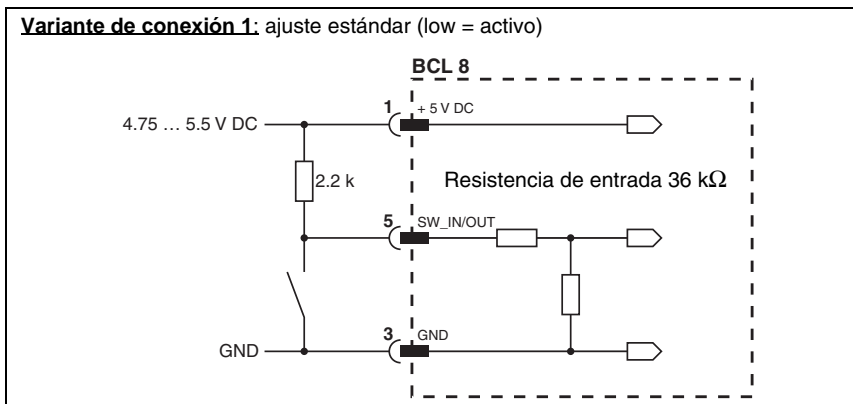 Variante de conexión 1: ajuste estándar (low = activo)
BCL 8
4.75 … 5.5 V DC
1
+ 5 V DC
2.2 k
Resistencia de entrada 36 kΩ
5
SW_IN/OUT
GND
3
GND